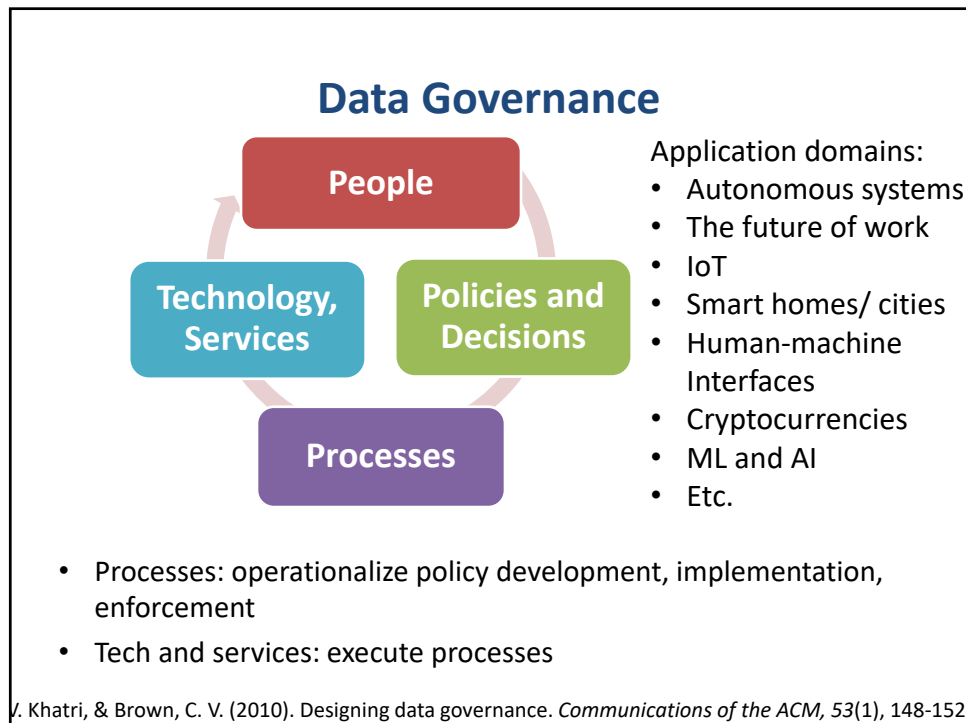 Data Governance
People
Technology,
Services
Policies and
Decisions
Processes
Application domains:
• Autonomous systems
• The future of work
• IoT
• Smart homes/ cities
• Human-machine
Interfaces
• Cryptocurrencies
• ML and AI
• Etc.
• Processes: operationalize policy development, implementation,
enforcement
• Tech and services: execute processes
V. Khatri, & Brown, C. V. (2010). Designing data governance. Communications of the ACM, 53(1), 148-152